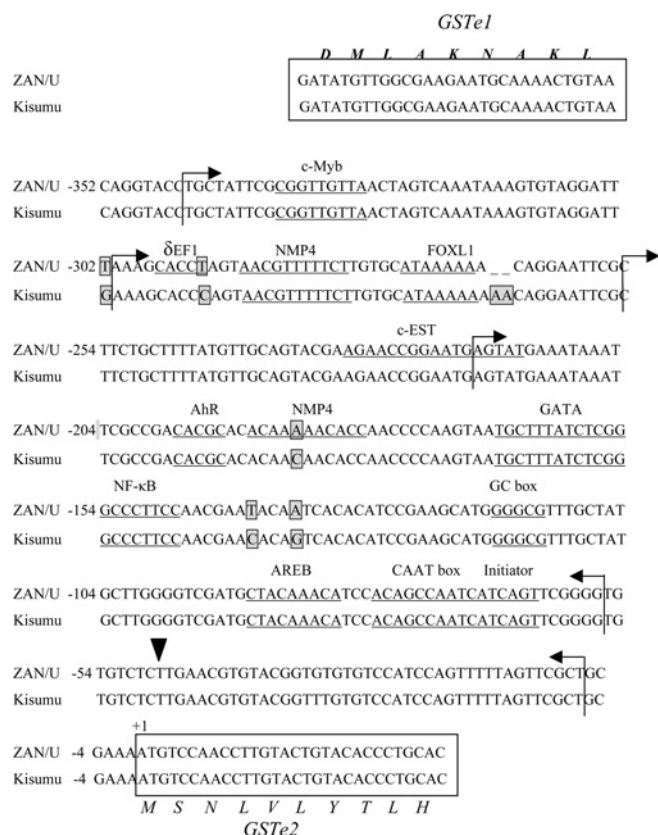 GSTe1
D M L A K N A K L
ZAN/U GATATGTTGGCGAAGAATGCAAAACTGTAA
Kisumu GATATGTTGGCGAAGAATGCAAAACTGTAA
c-Myb
ZAN/U -352 CAGGTACCTGCTATTCGCGGTTGTTAACTAGTCAAATAAAGTGTAGGATT
Kisumu CAGGTACCTGCTATTCGCGGTTGTTAACTAGTCAAATAAAGTGTAGGATT
δEF1 NMP4 FOXL1
ZAN/U -302 TAAAGCACCTAGTAACGTTTTTCTTGTGCATAAAAAA _ _ CAGGAATTCGC
Kisumu GAAAGCACCCAGTAACGTTTTTCTTGTGCATAAAAAAAACAGGAATTCGC
c-EST
ZAN/U -254 TTCTGCTTTTATGTTGCAGTACGAAGAACCGGAATGAGTATGAAATAAAT
Kisumu TTCTGCTTTTATGTTGCAGTACGAAGAACCGGAATGAGTATGAAATAAAT
AhR NMP4 GATA
ZAN/U -204 TCGCCGACACGCACACAAAAACACCAACCCCAAGTAATGCTTTATCTCGG
Kisumu TCGCCGACACGCACACAACAACACCAACCCCAAGTAATGCTTTATCTCGG
NF-κB GC box
ZAN/U -154 GCCCTTCCAACGAATACAATCACACATCCGAAGCATGGGGCGTTTGCTAT
Kisumu GCCCTTCCAACGAACACAGTCACACATCCGAAGCATGGGGCGTTTGCTAT
AREB CAAT box Initiator
ZAN/U -104 GCTTGGGGTCGATGCTACAAACATCCACAGCCAATCATCAGTTCGGGGTG
Kisumu GCTTGGGGTCGATGCTACAAACATCCACAGCCAATCATCAGTTCGGGGTG
ZAN/U -54 TGTCTCTTGAACGTGTACGGTGTGTGTCCATCCAGTTTTTAGTTCGCTGC
Kisumu TGTCTCTTGAACGTGTACGGTTTGTGTCCATCCAGTTTTTAGTTCGCTGC
+1
ZAN/U -4 GAAAATGTCCAACCTTGTACTGTACACCCTGCAC
Kisumu -4 GAAAATGTCCAACCTTGTACTGTACACCCTGCAC
M S N L V L Y T L H
GSTe2